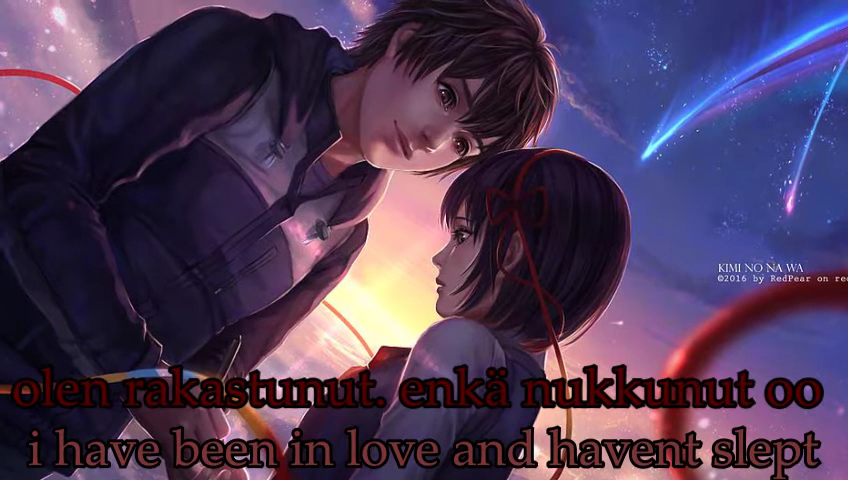 KIMI NO NA WA
©2016 by RedPear on red
olen rakastunut. enkä nukkunut oo
i have been in love and havent slept